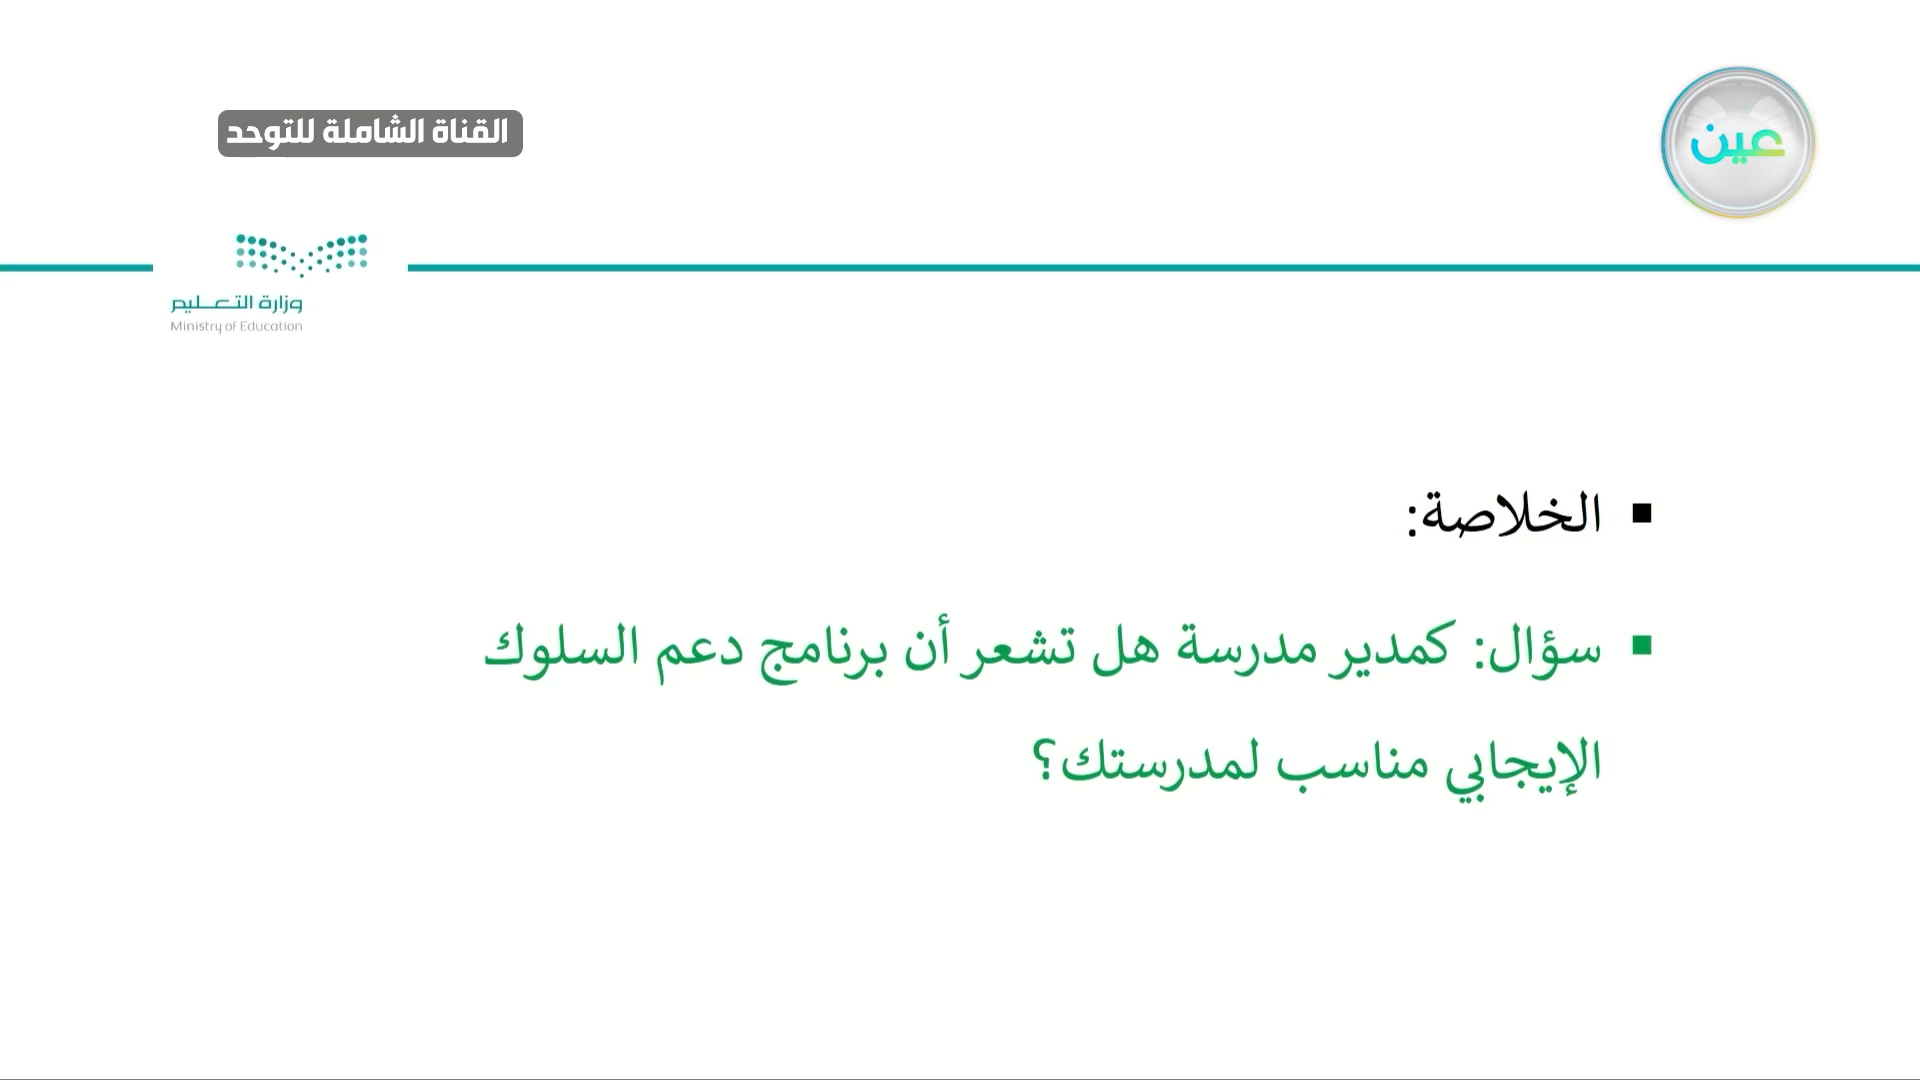 القناة الشاملة للتوحد
عين
وزارة التعليم
Ministry of Education
الخلاصة:
سؤال: كمدير مدرسة هل تشعر أن برنامج دعم السلوك
الإيجابي مناسب لمدرستك؟